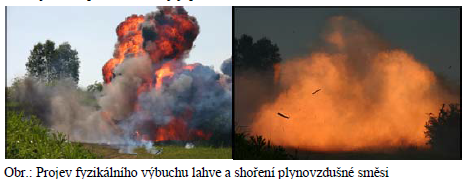 Obr.: Projev fyzikálního výbuchu lahve a shoření plynovzdušné směsi